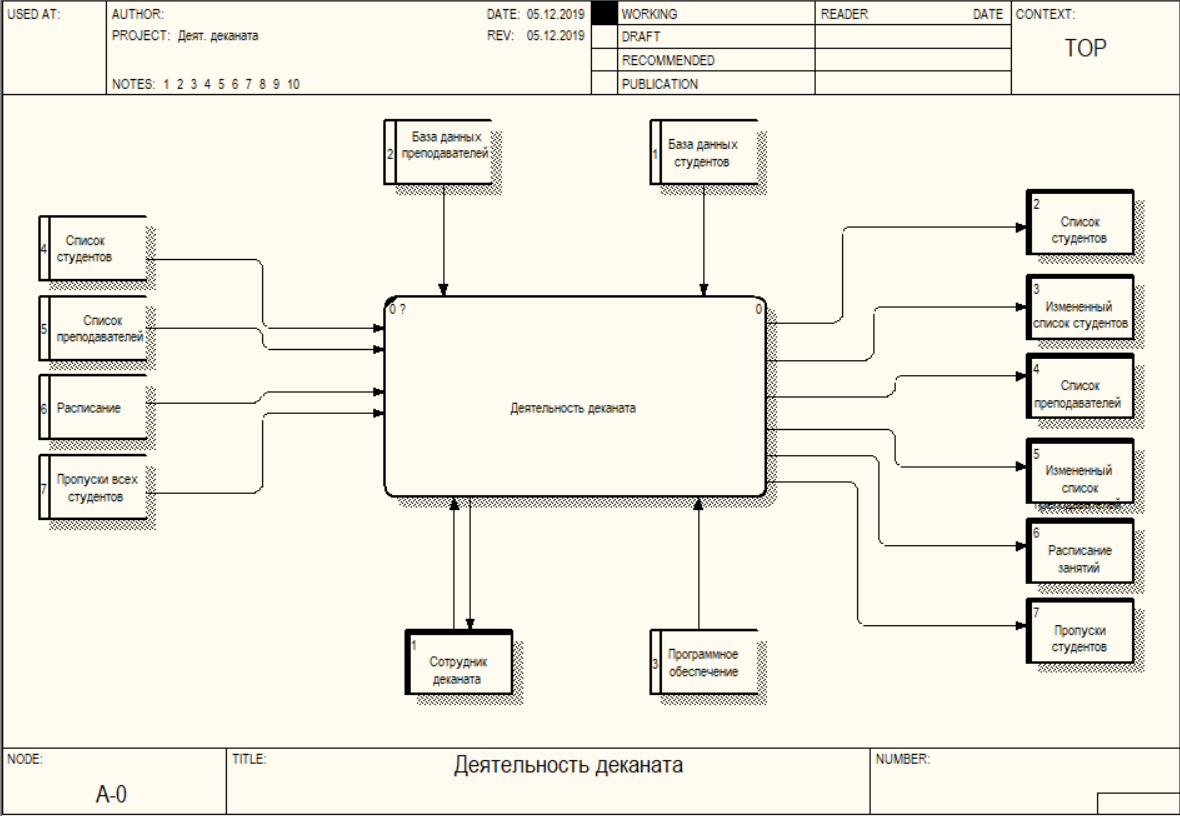 USED AT:
AUTHOR:
DATE: 05.12.2019
WORKING
READER
DATE
CONTEXT:
PROJECT: Деят. деканата
REV: 05.12.2019
DRAFT
TOP
RECOMMENDED
NOTES: 1 2 3 4 5 6 7 8 9 10
PUBLICATION
2
База данных
преподавателей
1
База данных
студентов
4
Список
студентов
5
Список
преподавателей
6
Расписание
7
Пропуски всех
студентов
0 ?
0
Деятельность деканата
2
Список
студентов
3
Измененный
список студентов
4
Список
преподавателей
5
Измененный
список
преподавателей
6
Расписание
занятий
7
Пропуски
студентов
1
Сотрудник
деканата
3
Программное
обеспечение
NODE:
A-0
TITLE:
Деятельность деканата
NUMBER: